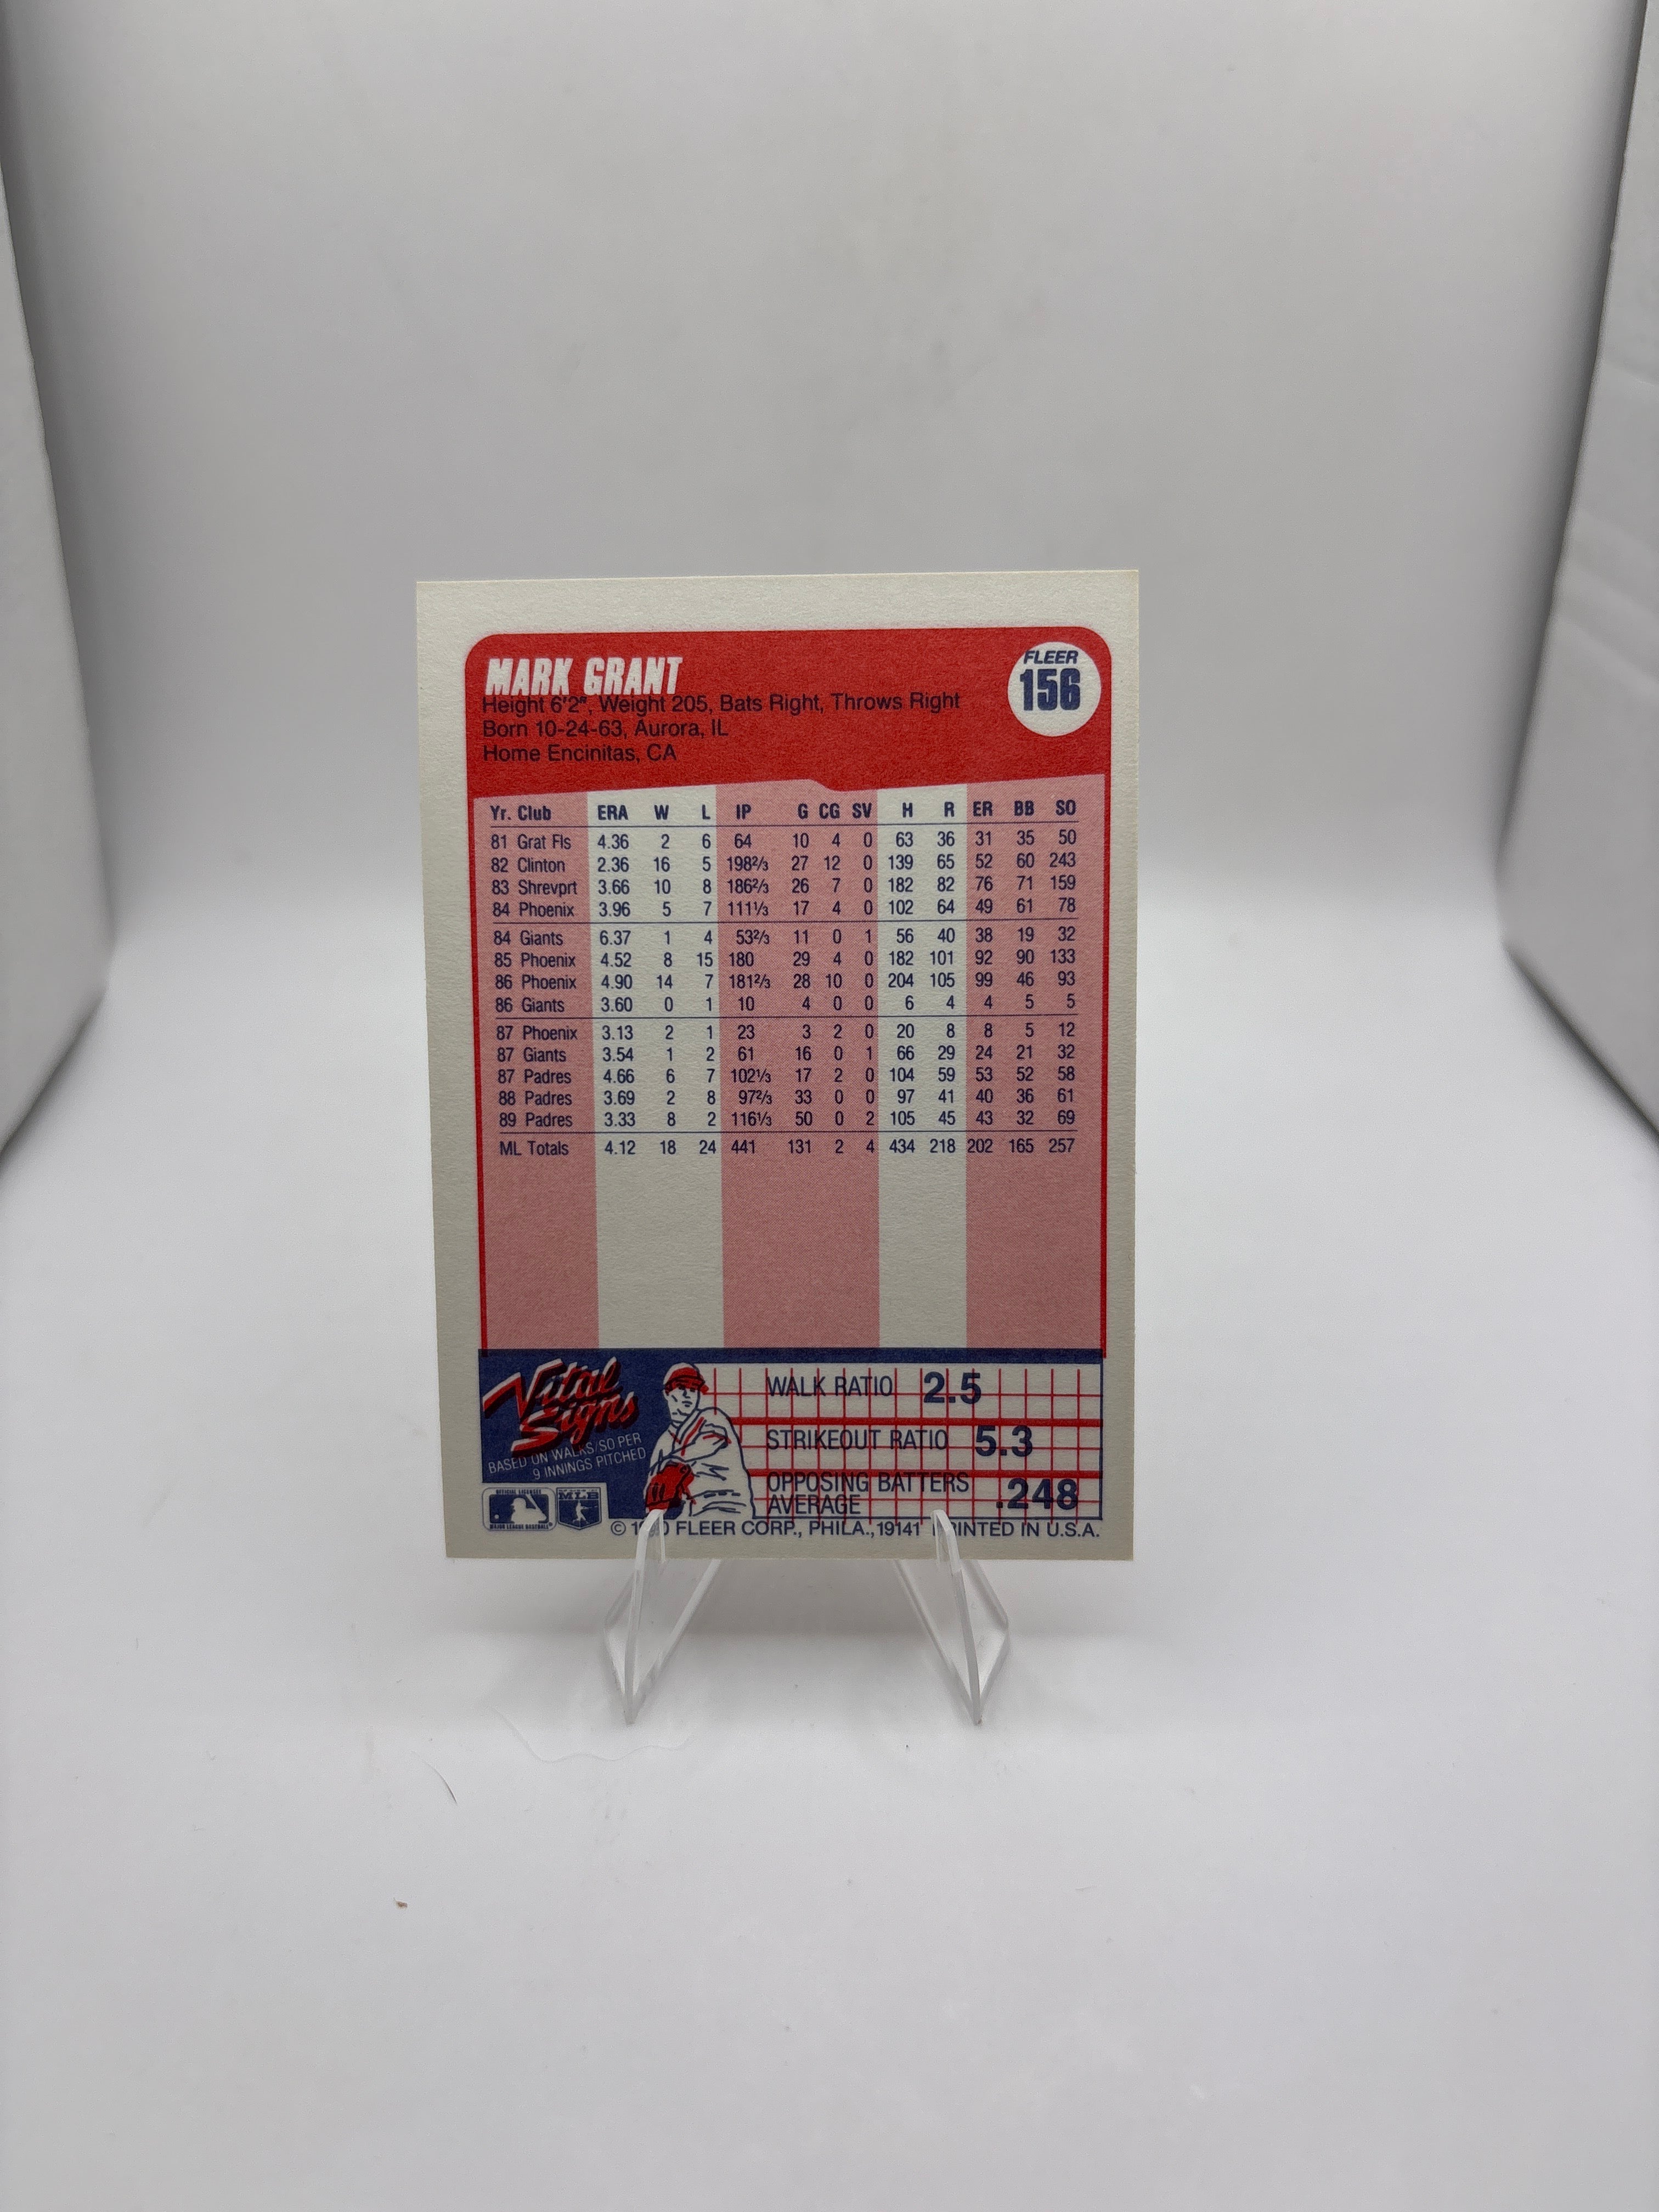 MARK GRANT
FLEER
156
Height 6'2", Weight 205, Bats Right, Throws Right
Born 10-24-63, Aurora, IL
Home Encinitas, CA
Yr. Club ERA W L IP G CG SV H R ER BB SO
81 Grat Fls 4.36 2 6 64 10 4 0 63 36 31 35 50
82 Clinton 2.36 16 5 198⅔ 27 12 0 139 65 52 60 243
83 Shrevprt 3.66 10 8 186⅔ 26 7 0 182 82 76 71 159
84 Phoenix 3.96 5 7 111⅓ 17 4 0 102 64 49 61 78
84 Giants 6.37 1 4 53⅔ 11 0 1 56 40 38 19 32
85 Phoenix 4.52 8 15 180 29 4 0 182 101 92 90 133
86 Phoenix 4.90 14 7 181⅔ 28 10 0 204 105 99 46 93
86 Giants 3.60 0 1 10 4 0 0 6 4 4 5 5
87 Phoenix 3.13 2 1 23 3 2 0 20 8 8 5 12
87 Giants 3.54 1 2 61 16 0 1 66 29 24 21 32
87 Padres 4.66 6 7 102⅓ 17 2 0 104 59 53 52 58
88 Padres 3.69 2 8 97⅔ 33 0 0 97 41 40 36 61
89 Padres 3.33 8 2 116⅓ 50 0 2 105 45 43 32 69
ML Totals 4.12 18 24 441 131 2 4 434 218 202 165 257
Vital Signs
BASED ON WALKS/SO PER
9 INNINGS PITCHED
WALK RATIO 2.5
STRIKEOUT RATIO 5.3
OPPOSING BATTERS
AVERAGE .248
OFFICIAL LICENSEE
MAJOR LEAGUE BASEBALL
MLB
© FLEER CORP., PHILA., 19141 PRINTED IN U.S.A.